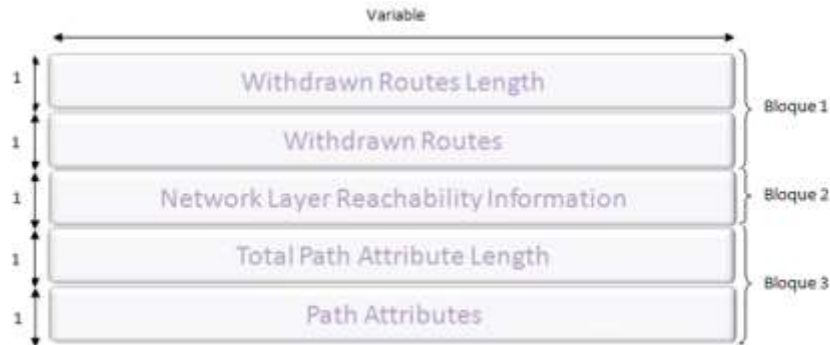 Variable
1 Withdrawn Routes Length
Bloque 1
1 Withdrawn Routes
1 Network Layer Reachability Information Bloque 2
1 Total Path Attribute Length
Bloque 3
1 Path Attributes